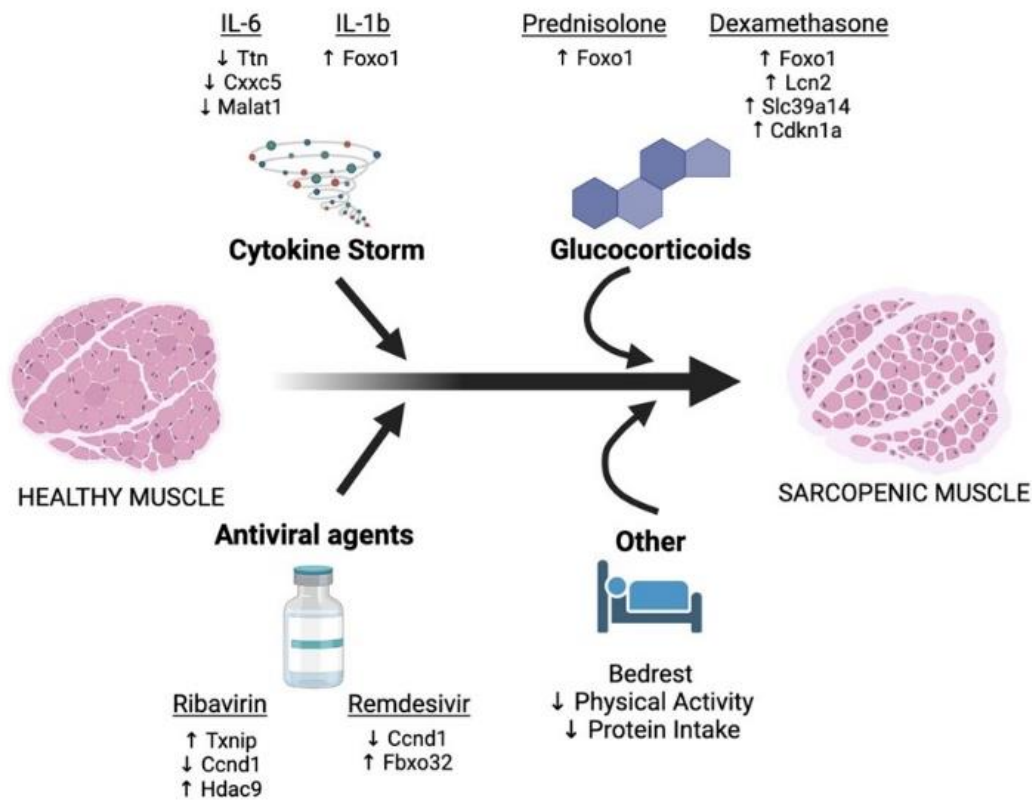 IL-6
↓ Ttn
↓ Cxxc5
↓ Malat1
IL-1b
↑ Foxo1
Prednisolone
↑ Foxo1
Dexamethasone
↑ Foxo1
↑ Lcn2
↑ Slc39a14
↑ Cdkn1a
Cytokine Storm
Glucocorticoids
HEALTHY MUSCLE
SARCOPENIC MUSCLE
Antiviral agents
Ribavirin
↑ Txnip
↓ Ccnd1
↑ Hdac9
Remdesivir
↓ Ccnd1
↑ Fbxo32
Other
Bedrest
↓ Physical Activity
↓ Protein Intake